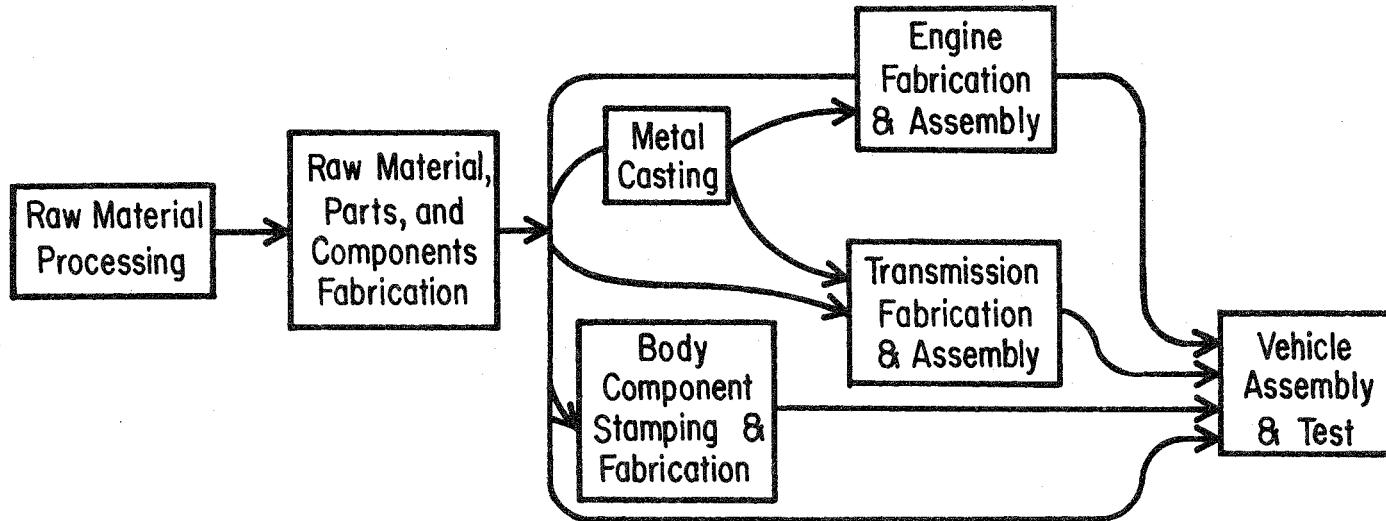 Raw Material
Processing
Raw Material,
Parts, and
Components
Fabrication
Metal
Casting
Engine
Fabrication
& Assembly
Transmission
Fabrication
& Assembly
Body
Component
Stamping &
Fabrication
Vehicle
Assembly
& Test